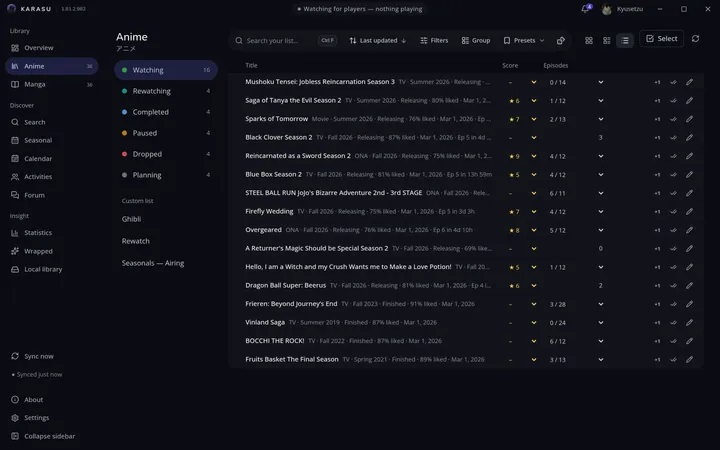 KARASU 1.81.2.992
Watching for players — nothing playing
4 Kyusetzu
Library
Overview
Anime 36
Manga 36
Discover
Search
Seasonal
Calendar
Activities
Forum
Insight
Statistics
Wrapped
Local library
Sync now
Synced just now
About
Settings
Collapse sidebar
Anime
アニメ
Watching 16
Rewatching 4
Completed 4
Paused 4
Dropped 4
Planning 4
Custom list
Ghibli
Rewatch
Seasonals — Airing
Search your list... Ctrl F Last updated Filters Group Presets Select
Title Score Episodes
Mushoku Tensei: Jobless Reincarnation Season 3 TV · Summer 2026 · Releasing · ... – 0 / 14 +1
Saga of Tanya the Evil Season 2 TV · Summer 2026 · Releasing · 80% liked · Mar 1, 2... ★ 6 1 / 12 +1
Sparks of Tomorrow Movie · Summer 2026 · Releasing · 76% liked · Mar 1, 2026 · Ep ... ★ 7 2 / 13 +1
Black Clover Season 2 TV · Fall 2026 · Releasing · 87% liked · Mar 1, 2026 · Ep 5 in 4d ... – 3 +1
Reincarnated as a Sword Season 2 ONA · Fall 2026 · Releasing · 75% liked · Mar 1, 2... ★ 9 4 / 12 +1
Blue Box Season 2 TV · Fall 2026 · Releasing · 81% liked · Mar 1, 2026 · Ep 5 in 13h 59m ★ 5 4 / 12 +1
STEEL BALL RUN JoJo's Bizarre Adventure 2nd - 3rd STAGE ONA · Fall 2026 · Rele... – 6 / 11 +1
Firefly Wedding TV · Fall 2026 · Releasing · 75% liked · Mar 1, 2026 · Ep 5 in 3d 3h ★ 7 4 / 12 +1
Overgeared ONA · Fall 2026 · Releasing · 76% liked · Mar 1, 2026 · Ep 6 in 4d 10h ★ 8 5 / 12 +1
A Returner's Magic Should be Special Season 2 TV · Fall 2026 · Releasing · 69% like... – 0 +1
Hello, I am a Witch and my Crush Wants me to Make a Love Potion! TV · Fall 20... ★ 5 1 / 12 +1
Dragon Ball Super: Beerus TV · Fall 2026 · Releasing · 81% liked · Mar 1, 2026 · Ep 4 i... ★ 6 2 +1
Frieren: Beyond Journey's End TV · Fall 2023 · Finished · 91% liked · Mar 1, 2026 – 3 / 28 +1
Vinland Saga TV · Summer 2019 · Finished · 87% liked · Mar 1, 2026 – 0 / 24 +1
BOCCHI THE ROCK! TV · Fall 2022 · Finished · 87% liked · Mar 1, 2026 – 6 / 12 +1
Fruits Basket The Final Season TV · Spring 2021 · Finished · 89% liked · Mar 1, 2026 – 3 / 13 +1